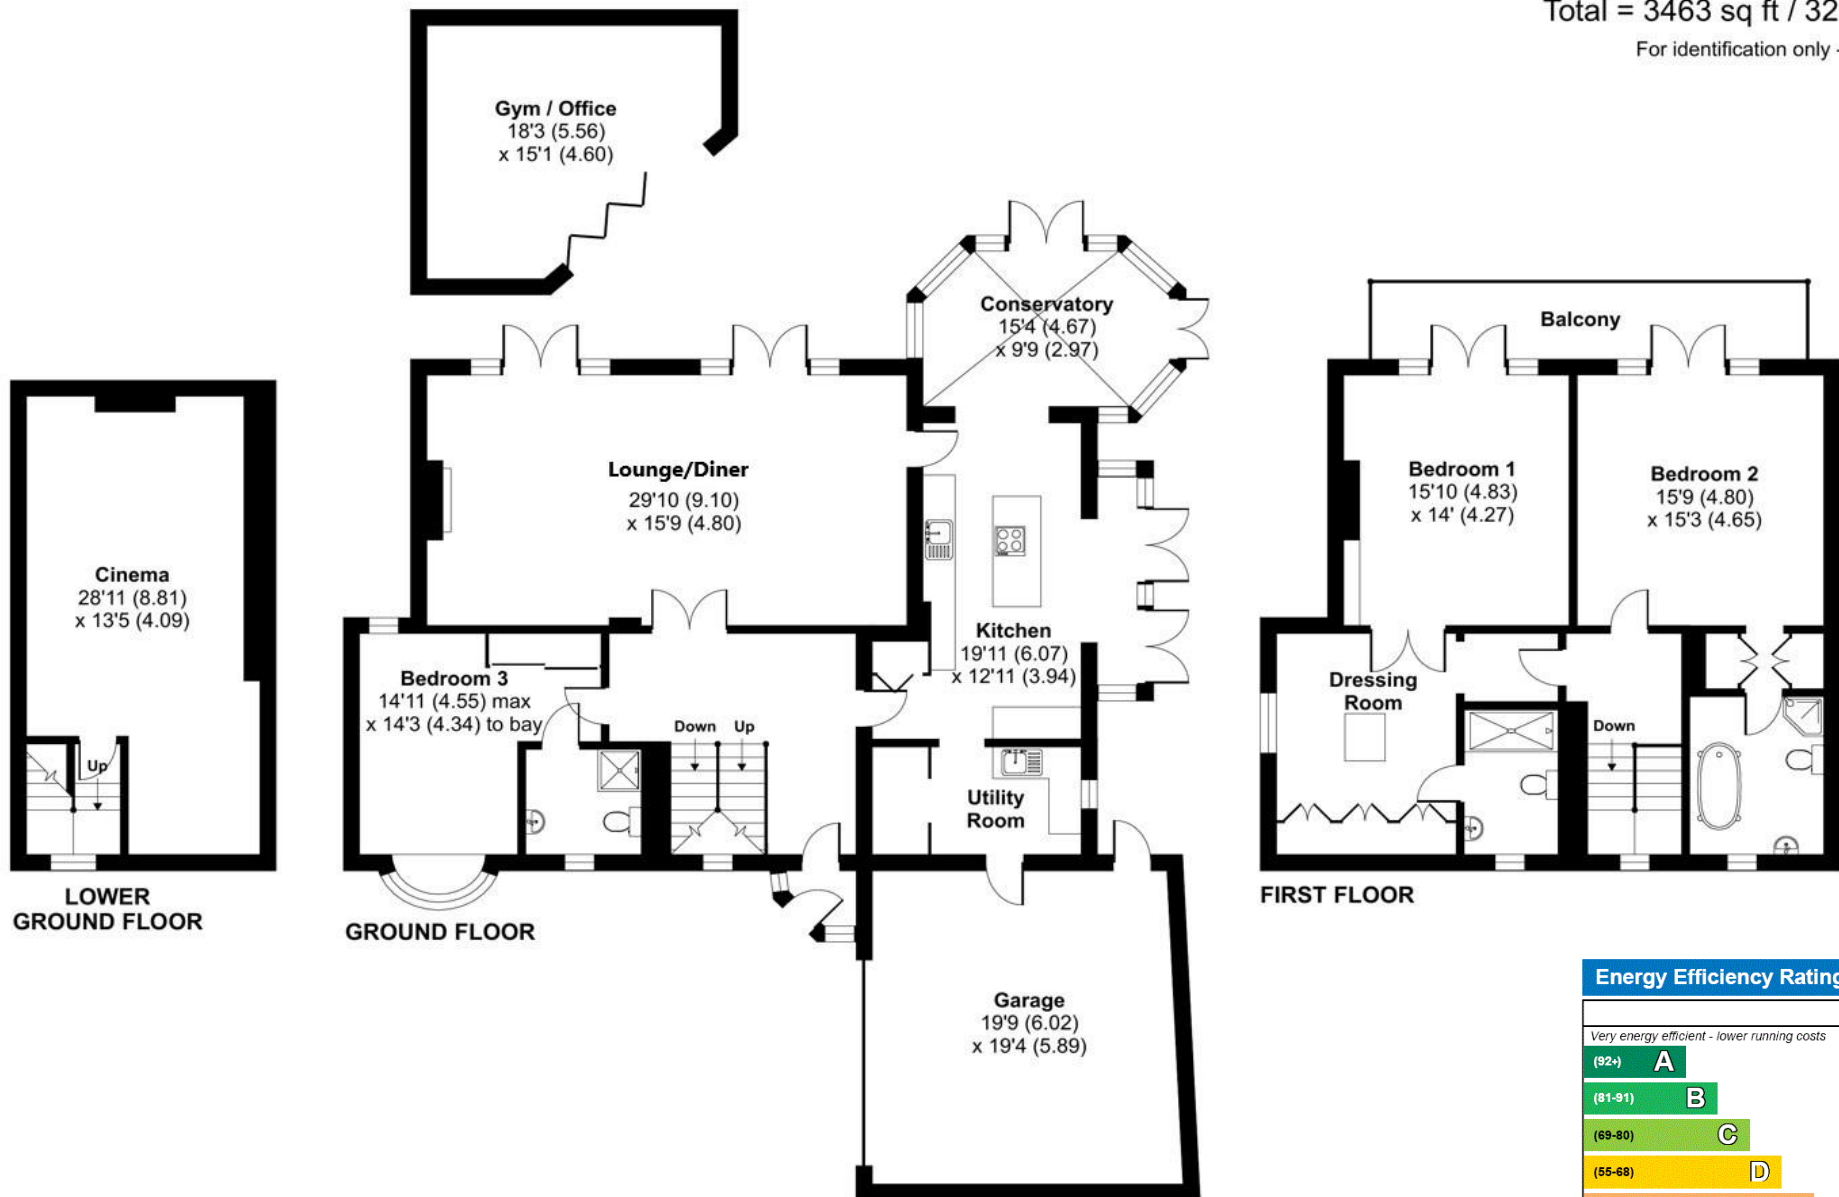 Total = 3463 sq ft / 32
For identification only -
Gym / Office
18'3 (5.56)
x 15'1 (4.60)
Conservatory
15'4 (4.67)
x 9'9 (2.97)
Balcony
Lounge/Diner
29'10 (9.10)
x 15'9 (4.80)
Bedroom 1
15'10 (4.83)
x 14' (4.27)
Bedroom 2
15'9 (4.80)
x 15'3 (4.65)
Cinema
28'11 (8.81)
x 13'5 (4.09)
Kitchen
19'11 (6.07)
x 12'11 (3.94)
Bedroom 3
14'11 (4.55) max
x 14'3 (4.34) to bay
Dressing
Room
Down
Up
Down
Up
Utility
Room
LOWER
GROUND FLOOR
GROUND FLOOR
FIRST FLOOR
Garage
19'9 (6.02)
x 19'4 (5.89)
Energy Efficiency Rating
Very energy efficient - lower running costs
(92+) A
(81-91) B
(69-80) C
(55-68) D